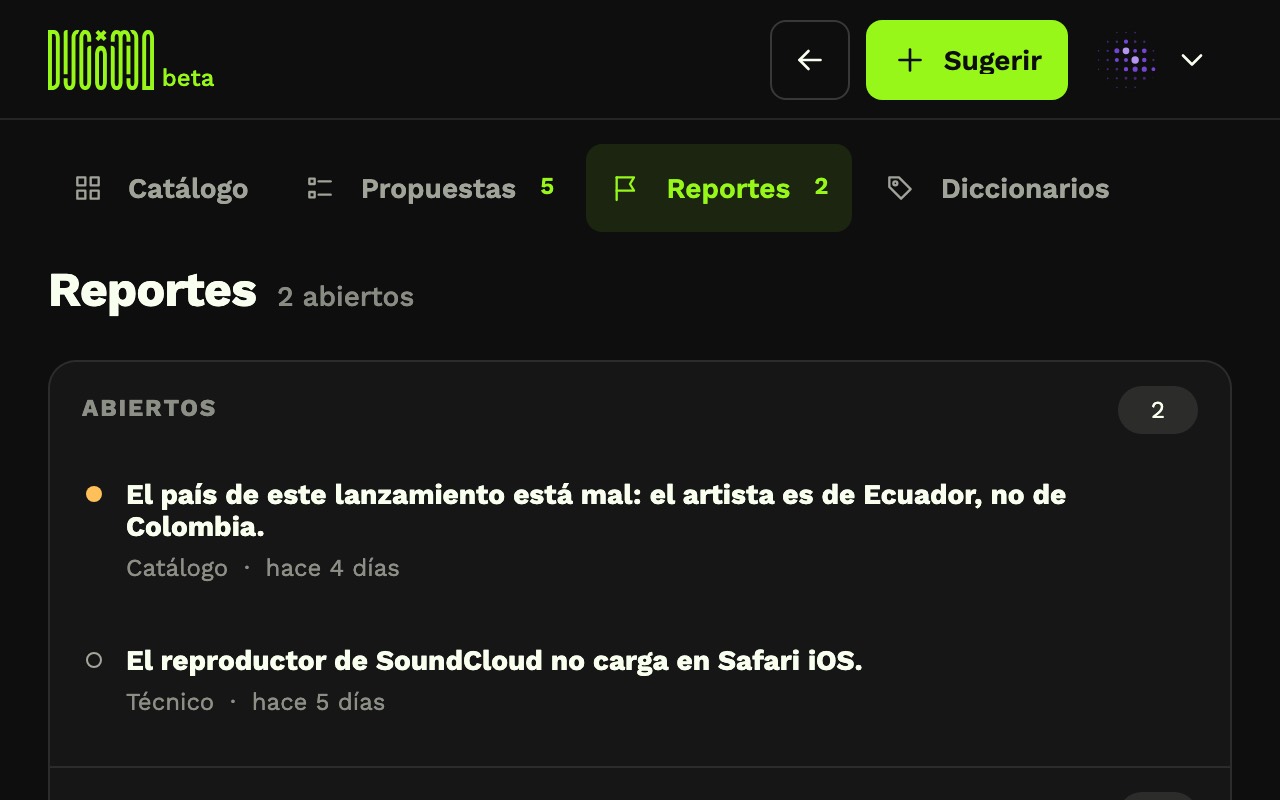 beta
Sugerir
Catálogo
Propuestas 5
Reportes 2
Diccionarios
Reportes 2 abiertos
ABIERTOS 2
El país de este lanzamiento está mal: el artista es de Ecuador, no de
Colombia.
Catálogo · hace 4 días
El reproductor de SoundCloud no carga en Safari iOS.
Técnico · hace 5 días